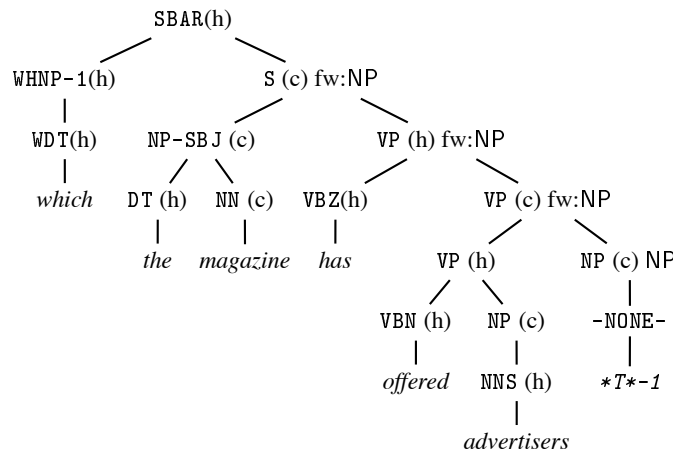 SBAR(h)
WHNP-1(h) S (c) fw:NP
WDT(h) NP-SBJ (c) VP (h) fw:NP
which DT (h) NN (c) VBZ(h) VP (c) fw:NP
the magazine has VP (h) NP (c) NP
VBN (h) NP (c) -NONE-
offered NNS (h) *T*-1
advertisers